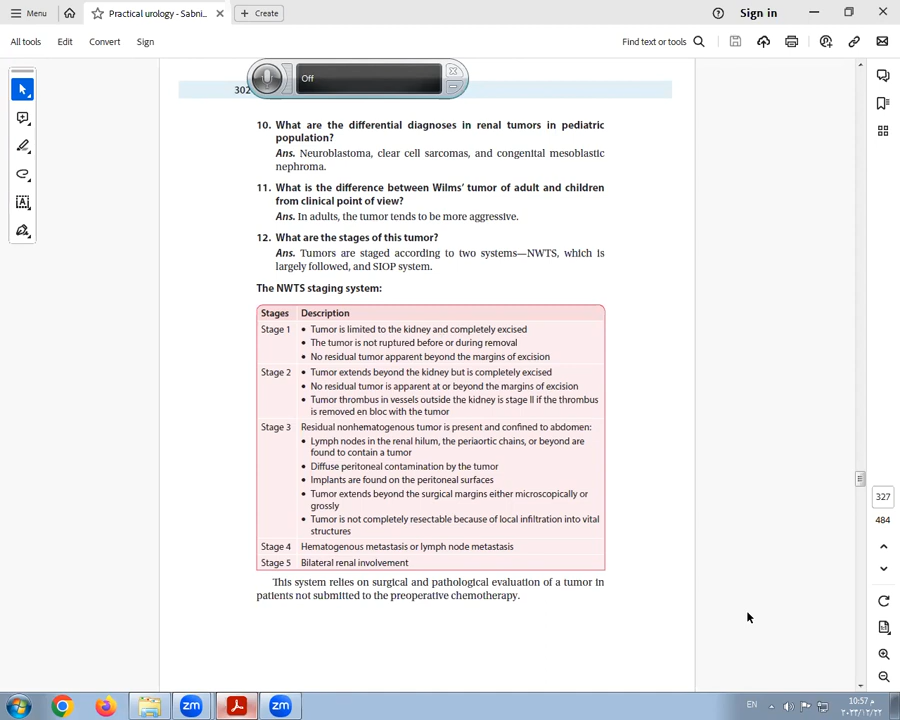 Menu
Practical urology - Sabni...
Create
Sign in
All tools
Edit
Convert
Sign
Find text or tools
Off
302
10. What are the differential diagnoses in renal tumors in pediatric
population?
Ans. Neuroblastoma, clear cell sarcomas, and congenital mesoblastic
nephroma.
11. What is the difference between Wilms' tumor of adult and children
from clinical point of view?
Ans. In adults, the tumor tends to be more aggressive.
12. What are the stages of this tumor?
Ans. Tumors are staged according to two systems—NWTS, which is
largely followed, and SIOP system.
The NWTS staging system:
Stages Description
Stage 1 • Tumor is limited to the kidney and completely excised
• The tumor is not ruptured before or during removal
• No residual tumor apparent beyond the margins of excision
Stage 2 • Tumor extends beyond the kidney but is completely excised
• No residual tumor is apparent at or beyond the margins of excision
• Tumor thrombus in vessels outside the kidney is stage II if the thrombus
is removed en bloc with the tumor
Stage 3 Residual nonhematogenous tumor is present and confined to abdomen:
• Lymph nodes in the renal hilum, the periaortic chains, or beyond are
found to contain a tumor
• Diffuse peritoneal contamination by the tumor
• Implants are found on the peritoneal surfaces
• Tumor extends beyond the surgical margins either microscopically or
grossly
• Tumor is not completely resectable because of local infiltration into vital
structures
Stage 4 Hematogenous metastasis or lymph node metastasis
Stage 5 Bilateral renal involvement
This system relies on surgical and pathological evaluation of a tumor in
patients not submitted to the preoperative chemotherapy.
327
484
zm
zm
EN
10:57 م